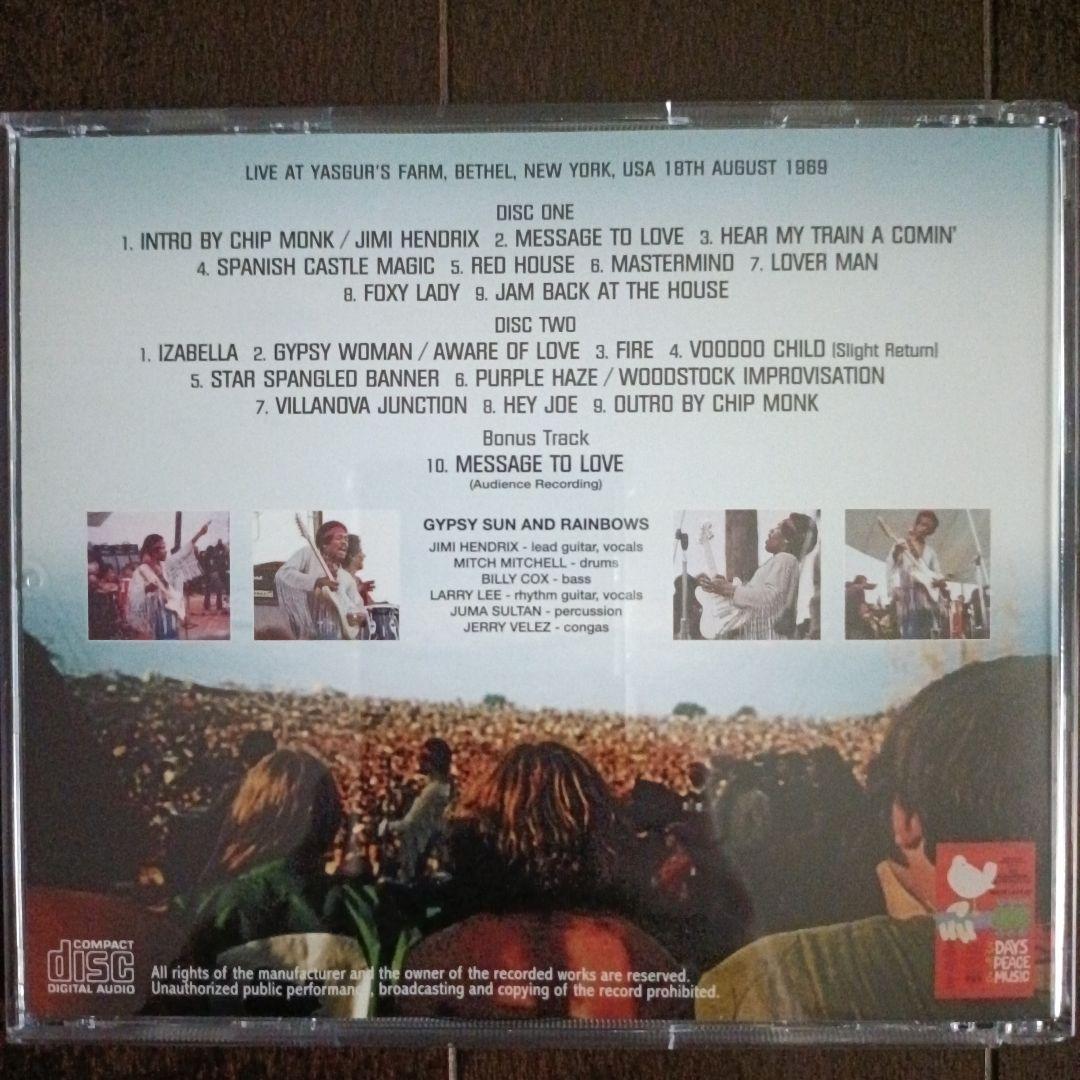 LIVE AT YASGUR'S FARM, BETHEL, NEW YORK, USA 18TH AUGUST 1969
DISC ONE
1. INTRO BY CHIP MONK / JIMI HENDRIX 2. MESSAGE TO LOVE 3. HEAR MY TRAIN A COMIN'
4. SPANISH CASTLE MAGIC 5. RED HOUSE 6. MASTERMIND 7. LOVER MAN
8. FOXY LADY 9. JAM BACK AT THE HOUSE
DISC TWO
1. IZABELLA 2. GYPSY WOMAN / AWARE OF LOVE 3. FIRE 4. VOODOO CHILD (Slight Return)
5. STAR SPANGLED BANNER 6. PURPLE HAZE / WOODSTOCK IMPROVISATION
7. VILLANOVA JUNCTION 8. HEY JOE 9. OUTRO BY CHIP MONK
Bonus Track
10. MESSAGE TO LOVE
(Audience Recording)
GYPSY SUN AND RAINBOWS
JIMI HENDRIX - lead guitar, vocals
MITCH MITCHELL - drums
BILLY COX - bass
LARRY LEE - rhythm guitar, vocals
JUMA SULTAN - percussion
JERRY VELEZ - congas
DAYS
PEACE
MUSIC
COMPACT
disc
DIGITAL AUDIO
All rights of the manufacturer and the owner of the recorded works are reserved.
Unauthorized public performance, broadcasting and copying of the record prohibited.